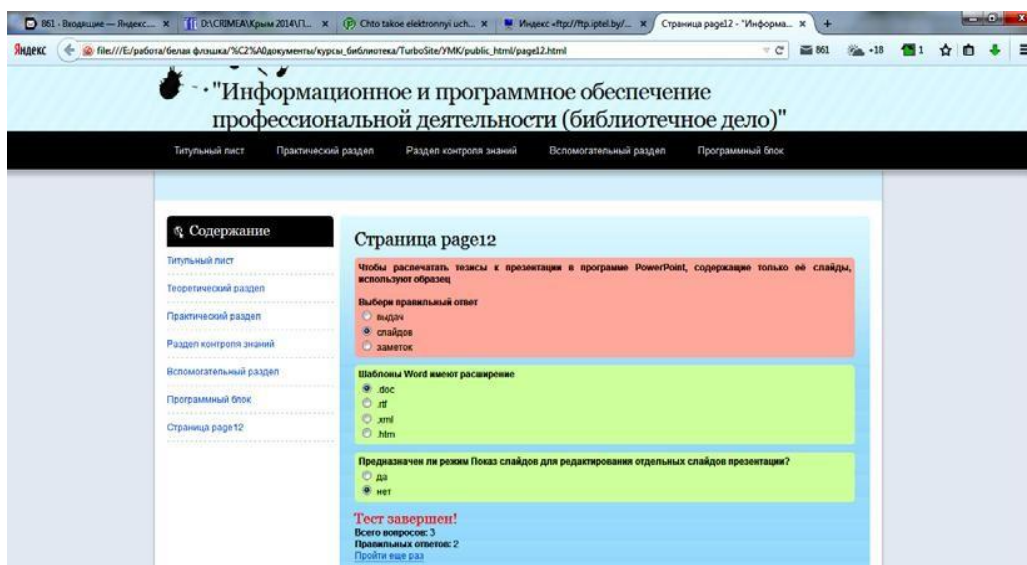 861 - Входящие — Яндекс....
D:\CRIMEA\Крым 2014\П...
Chto takoe elektronnyi uch...
Индекс «ftp://ftp.iptel.by/...
Страница page12 - "Информа...
Яндекс
file:///E:/работа/белая флэшка/%C2%A0документы/курсы_библиотека/TurboSite/УМК/public_html/page12.html
861
+18
1
"Информационное и программное обеспечение
профессиональной деятельности (библиотечное дело)"
Титульный лист Практический раздел Раздел контроля знаний Вспомогательный раздел Программный блок
Содержание
Титульный лист
Теоретический раздел
Практический раздел
Раздел контроля знаний
Вспомогательный раздел
Программный блок
Страница page12
Страница page12
Чтобы распечатать тезисы к презентации в программе PowerPoint, содержащие только её слайды,
используют образец
Выбери правильный ответ
выдач
слайдов
заметок
Шаблоны Word имеют расширение
.doc
.rtf
.xml
.htm
Предназначен ли режим Показ слайдов для редактирования отдельных слайдов презентации?
да
нет
Тест завершен!
Всего вопросов: 3
Правильных ответов: 2
Пройти еще раз